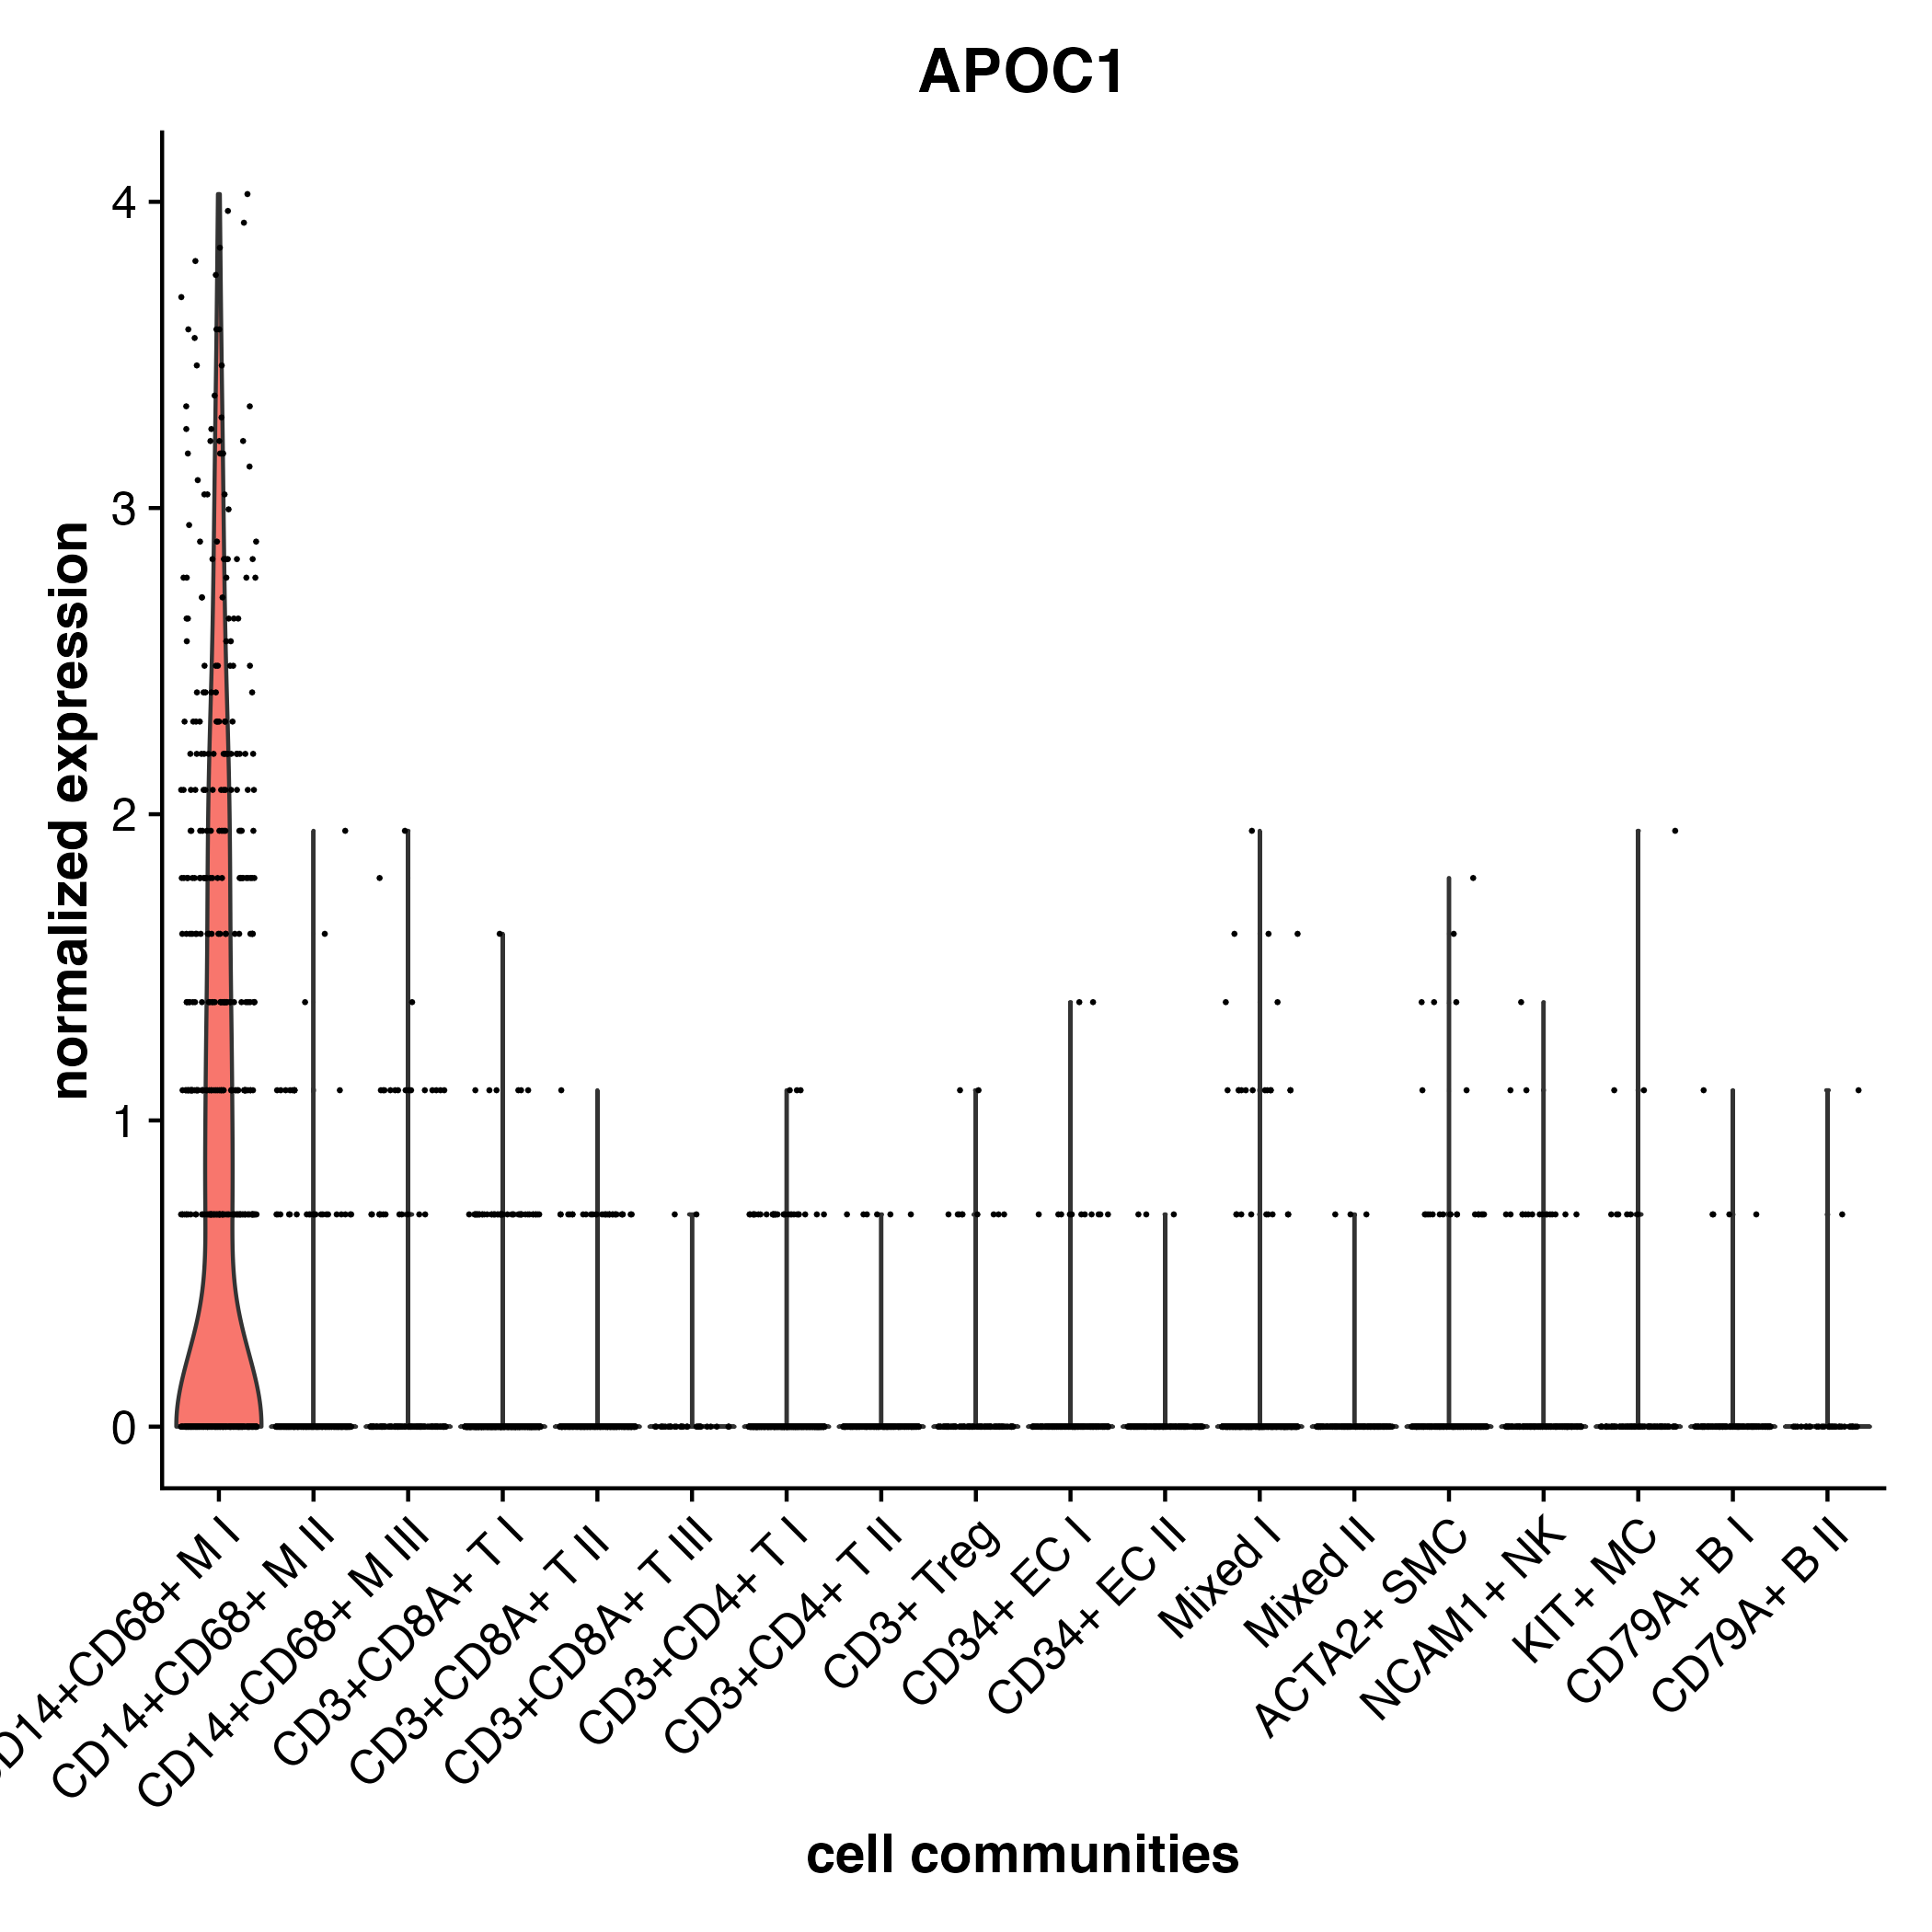 APOC1
normalized expression
4
3
2
1
0
D14+CD68+ M I
CD14+CD68+ M II
CD14+CD68+ M III
CD3+CD8A+ T I
CD3+CD8A+ T II
CD3+CD8A+ T III
CD3+CD4+ T I
CD3+CD4+ T II
CD3+ Treg
CD34+ EC I
CD34+ EC II
Mixed I
Mixed II
ACTA2+ SMC
NCAM1+ NK
KIT+ MC
CD79A+ B I
CD79A+ B II
cell communities